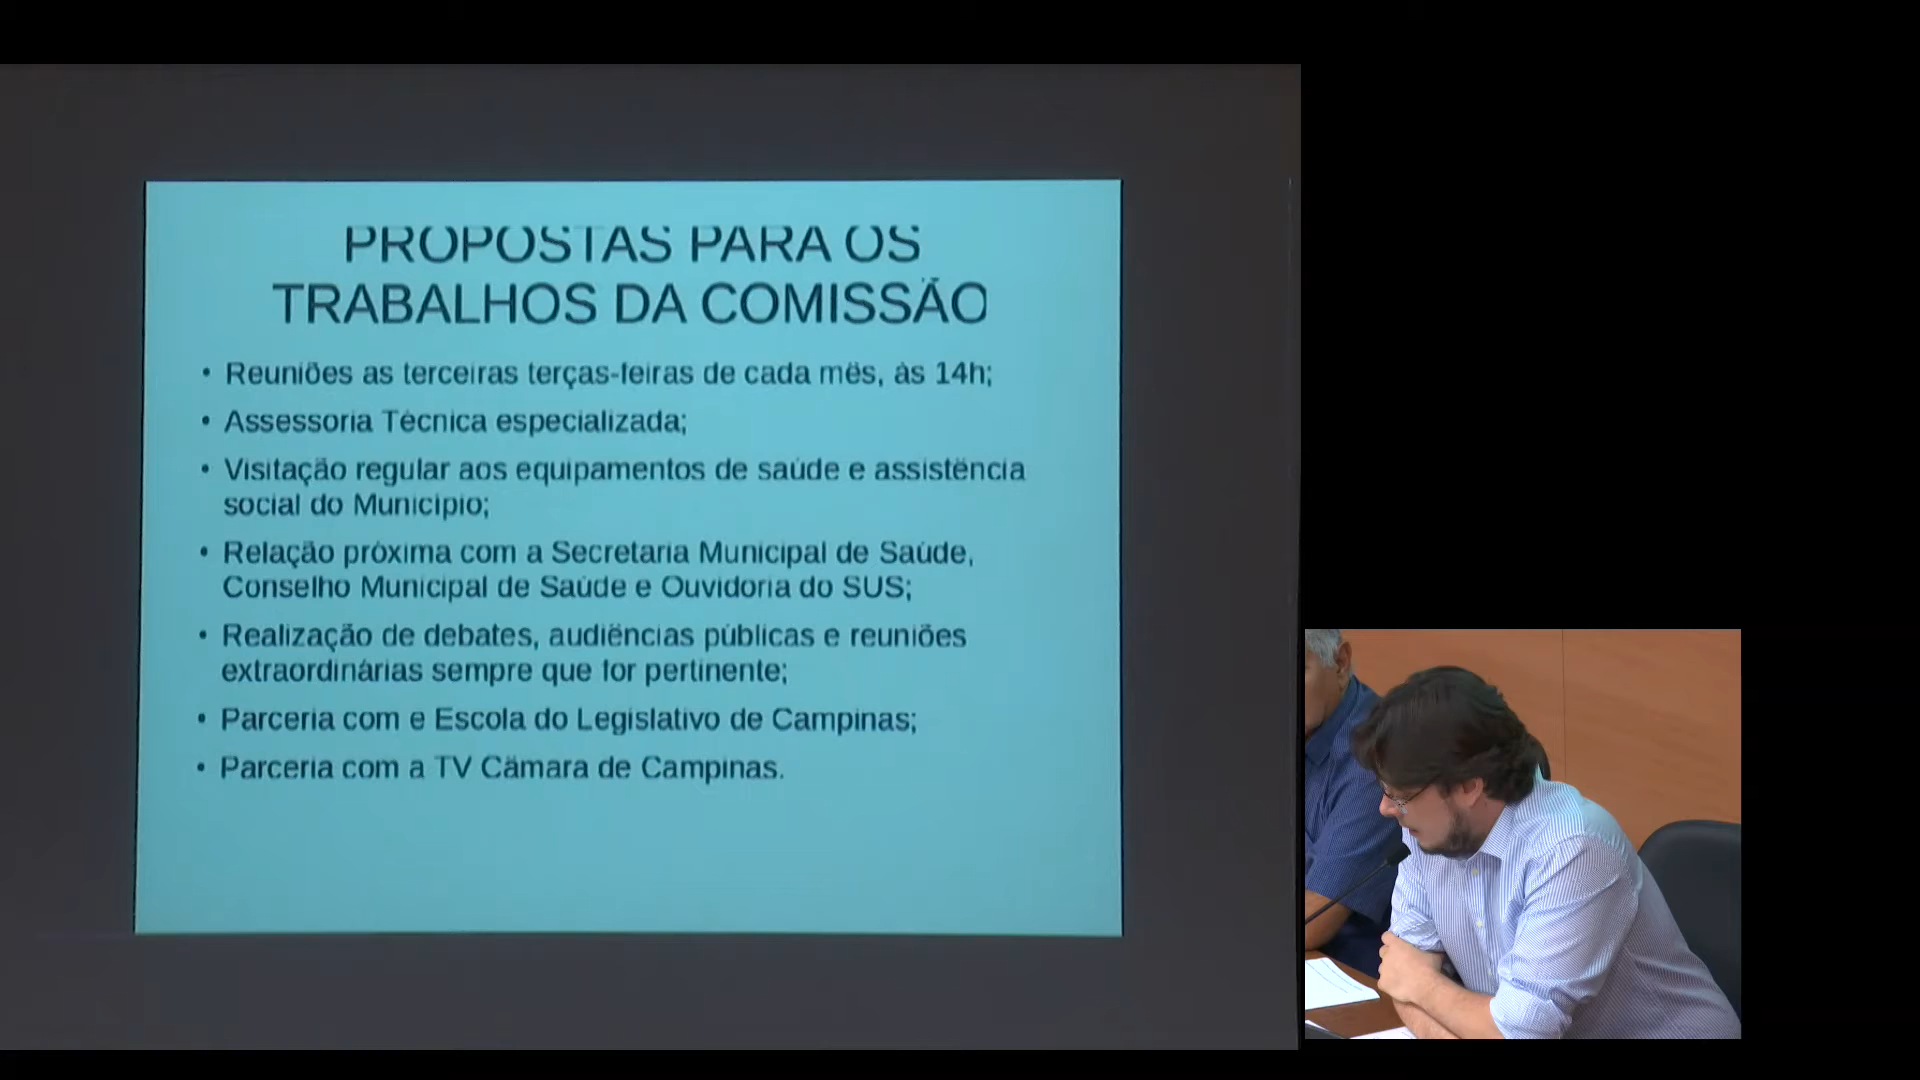 PROPOSTAS PARA OS
TRABALHOS DA COMISSÃO
• Reuniões as terceiras terças-feiras de cada mês, às 14h;
• Assessoria Técnica especializada;
• Visitação regular aos equipamentos de saúde e assistência
social do Município;
• Relação próxima com a Secretaria Municipal de Saúde,
Conselho Municipal de Saúde e Ouvidoria do SUS;
• Realização de debates, audiências públicas e reuniões
extraordinárias sempre que for pertinente;
• Parceria com e Escola do Legislativo de Campinas;
• Parceria com a TV Câmara de Campinas.